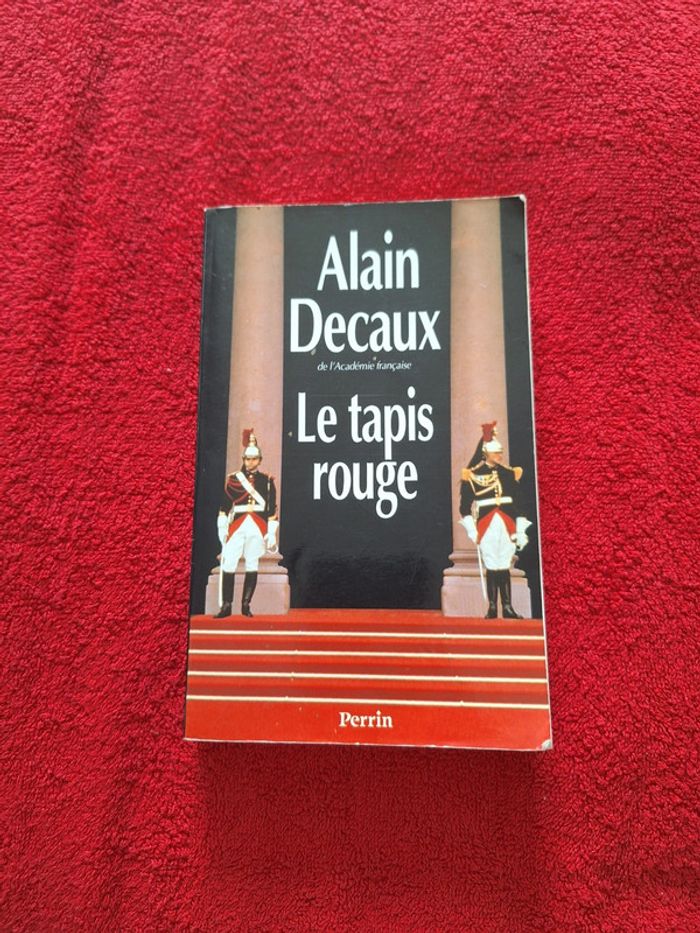 Alain
Decaux
de l'Académie française
Le tapis
rouge
Perrin